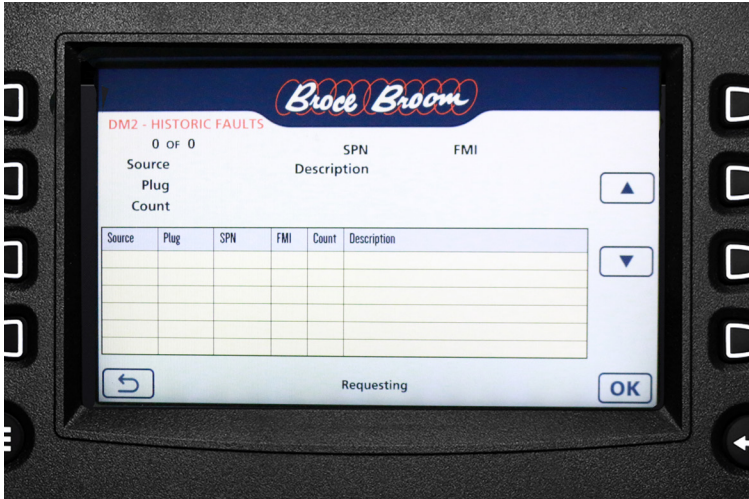 Broce Broom
DM2 - HISTORIC FAULTS
0 OF 0
SPN FMI
Source
Description
Plug
Count
Source Plug SPN FMI Count Description
Requesting
OK